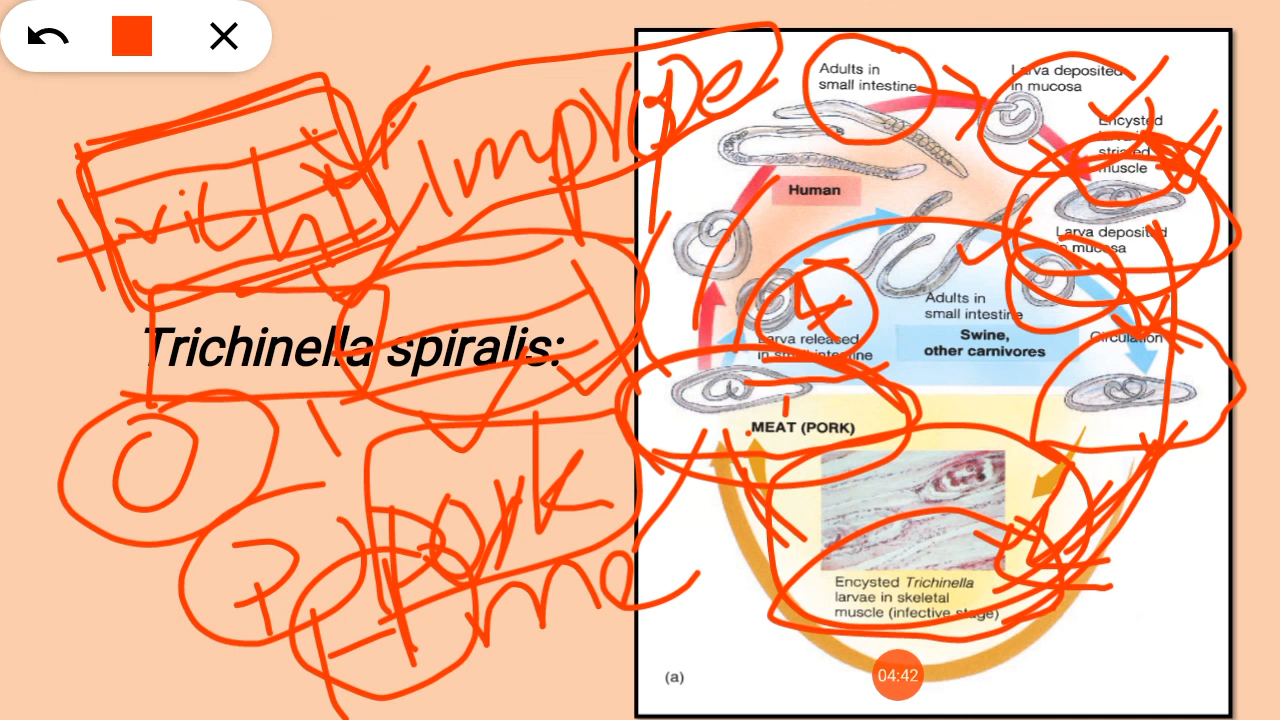 Adults in
small intestine
Larva deposited
in mucosa
Encysted
striated
muscle
Human
Larva deposited
in mucosa
Adults in
small intestine
Larva released
in small intestine
Swine,
other carnivores
Circulation
Trichinella spiralis:
MEAT (PORK)
pork
Encysted Trichinella
larvae in skeletal
muscle (infective stage)
(a)
04:42